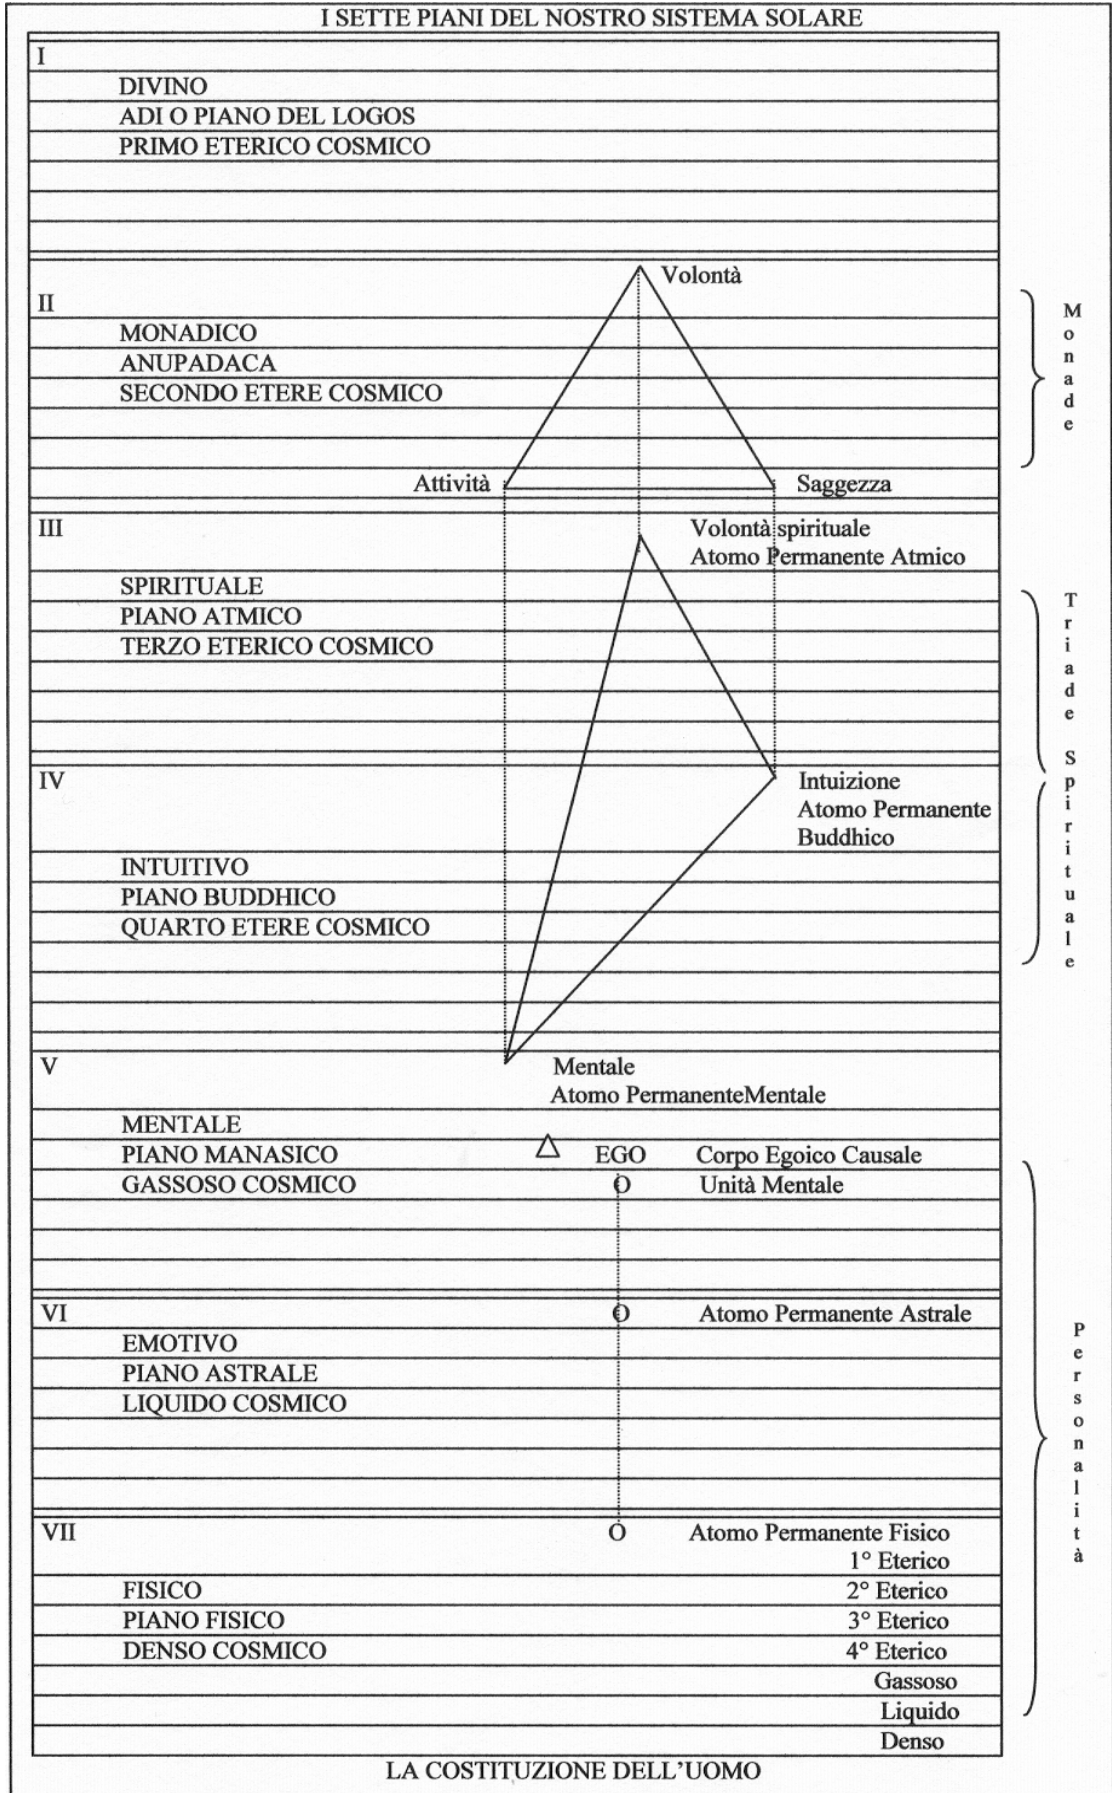 I SETTE PIANI DEL NOSTRO SISTEMA SOLARE
I
DIVINO
ADI O PIANO DEL LOGOS
PRIMO ETERICO COSMICO
Volontà
II
MONADICO
ANUPADACA
SECONDO ETERE COSMICO
Attività Saggezza
Monade
III Volontà spirituale
Atomo Permanente Atmico
SPIRITUALE
PIANO ATMICO
TERZO ETERICO COSMICO
Triade Spirituale
IV Intuizione
Atomo Permanente
Buddhico
INTUITIVO
PIANO BUDDHICO
QUARTO ETERE COSMICO
V Mentale
Atomo PermanenteMentale
MENTALE
PIANO MANASICO EGO Corpo Egoico Causale
GASSOSO COSMICO O Unità Mentale
VI O Atomo Permanente Astrale
EMOTIVO
PIANO ASTRALE
LIQUIDO COSMICO
Personalità
VII O Atomo Permanente Fisico
1° Eterico
FISICO 2° Eterico
PIANO FISICO 3° Eterico
DENSO COSMICO 4° Eterico
Gassoso
Liquido
Denso
LA COSTITUZIONE DELL'UOMO